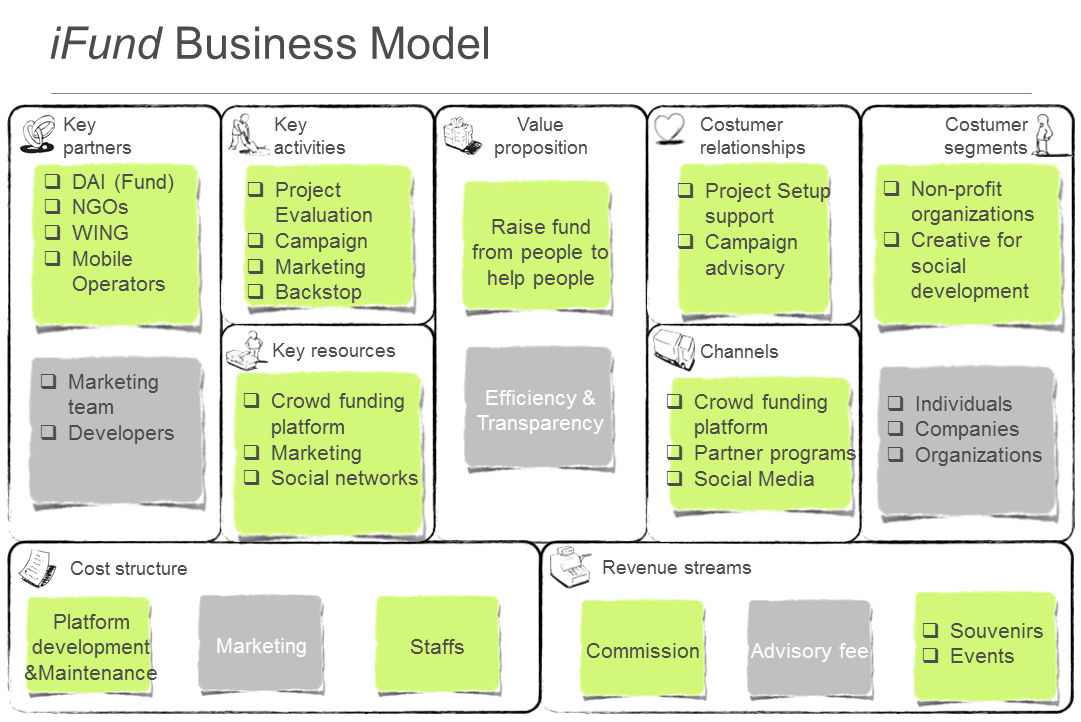 iFund Business Model
Key
partners
❑ DAI (Fund)
❑ NGOs
❑ WING
❑ Mobile
Operators
❑ Marketing
team
❑ Developers
Key
activities
❑ Project
Evaluation
❑ Campaign
❑ Marketing
❑ Backstop
Key resources
❑ Crowd funding
platform
❑ Marketing
❑ Social networks
Value
proposition
Raise fund
from people to
help people
Efficiency &
Transparency
Costumer
relationships
❑ Project Setup
support
❑ Campaign
advisory
Channels
❑ Crowd funding
platform
❑ Partner programs
❑ Social Media
Costumer
segments
❑ Non-profit
organizations
❑ Creative for
social
development
❑ Individuals
❑ Companies
❑ Organizations
Cost structure
Platform
development
&Maintenance
Marketing
Staffs
Revenue streams
Commission
Advisory fee
❑ Souvenirs
❑ Events